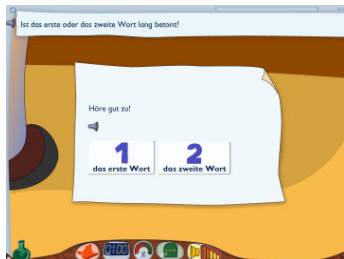 Ist das erste oder das zweite Wort lang betont?
Höre gut zu!
1 2
das erste Wort das zweite Wort
0100